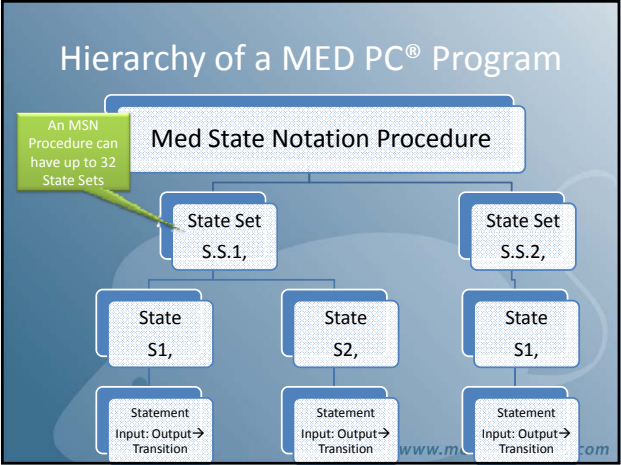 Hierarchy of a MED PC® Program
An MSN
Procedure can
have up to 32
State Sets
Med State Notation Procedure
State Set
S.S.1,
State Set
S.S.2,
State
S1,
State
S2,
State
S1,
Statement
Input: Output→
Transition
Statement
Input: Output→
Transition
Statement
Input: Output→
Transition